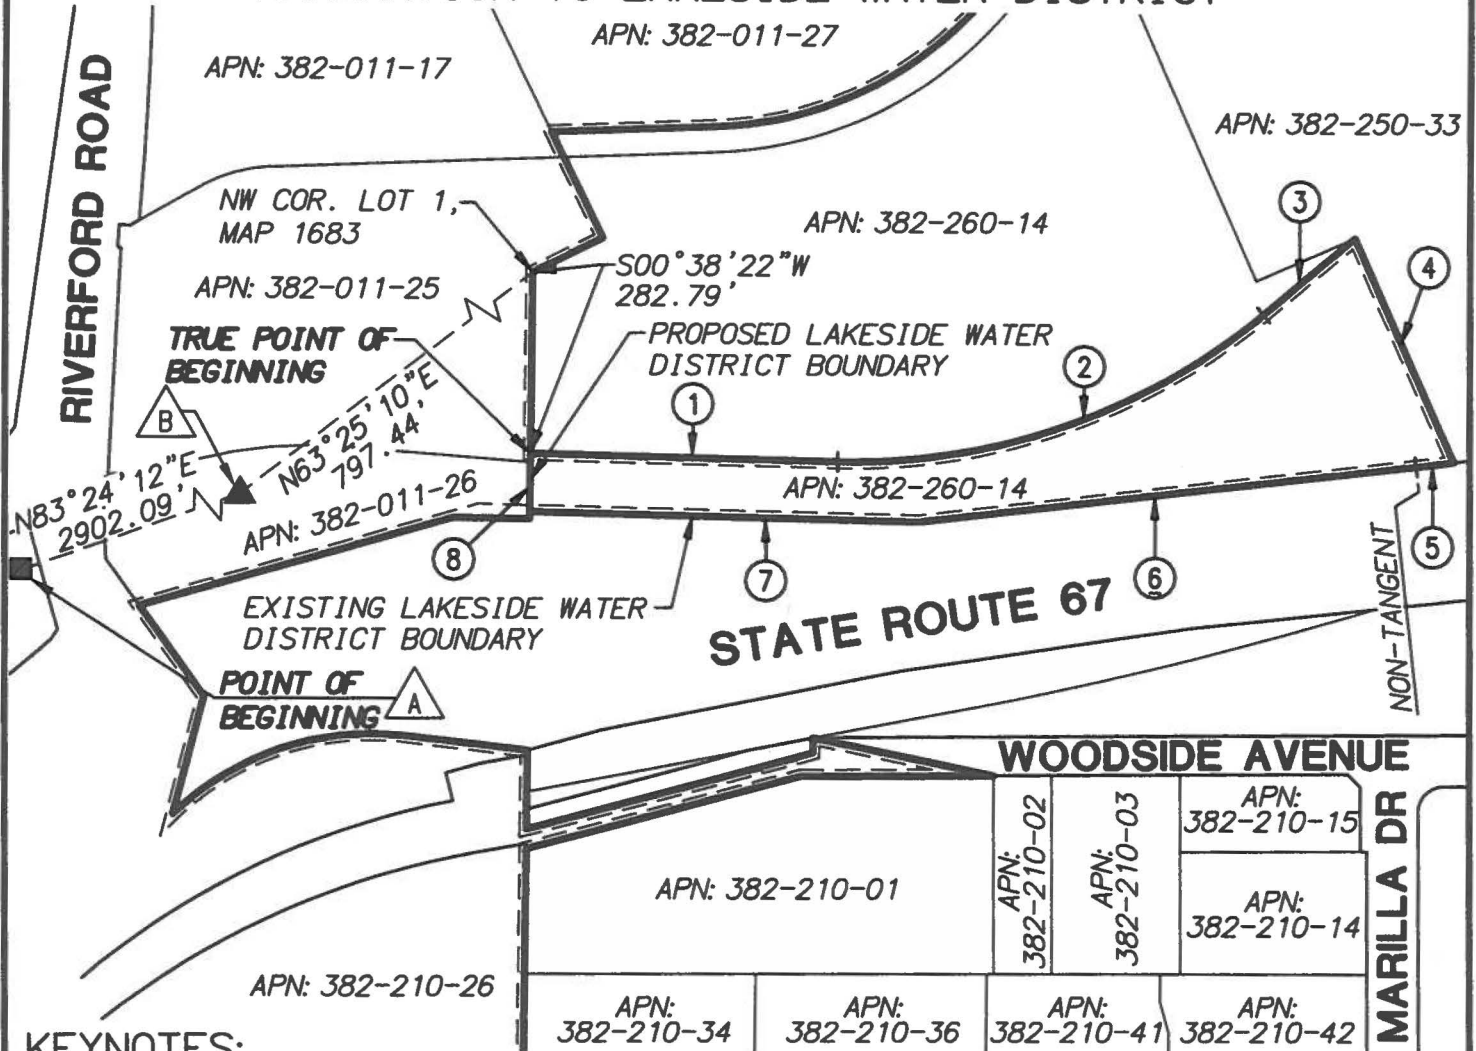 ANNEXATION TO LAKESIDE WATER DISTRICT
APN: 382-011-27
APN: 382-011-17
APN: 382-250-33
RIVERFORD ROAD
NW COR. LOT 1,
MAP 1683
APN: 382-260-14
3
S00°38'22"W
282.79'
4
APN: 382-011-25
TRUE POINT OF
BEGINNING
PROPOSED LAKESIDE WATER
DISTRICT BOUNDARY
2
1
B
N63°25'10"E
797.44'
N83°24'12"E
2902.09'
APN: 382-011-26
APN: 382-260-14
8
7
6
5
NON-TANGENT
EXISTING LAKESIDE WATER
DISTRICT BOUNDARY
STATE ROUTE 67
POINT OF
BEGINNING
A
WOODSIDE AVENUE
MARILLA DR
APN: 382-210-01
APN:
382-210-02
APN:
382-210-03
APN:
382-210-15
APN:
382-210-14
APN: 382-210-26
APN:
382-210-34
APN:
382-210-36
APN:
382-210-41
APN:
382-210-42
KEYNOTES: